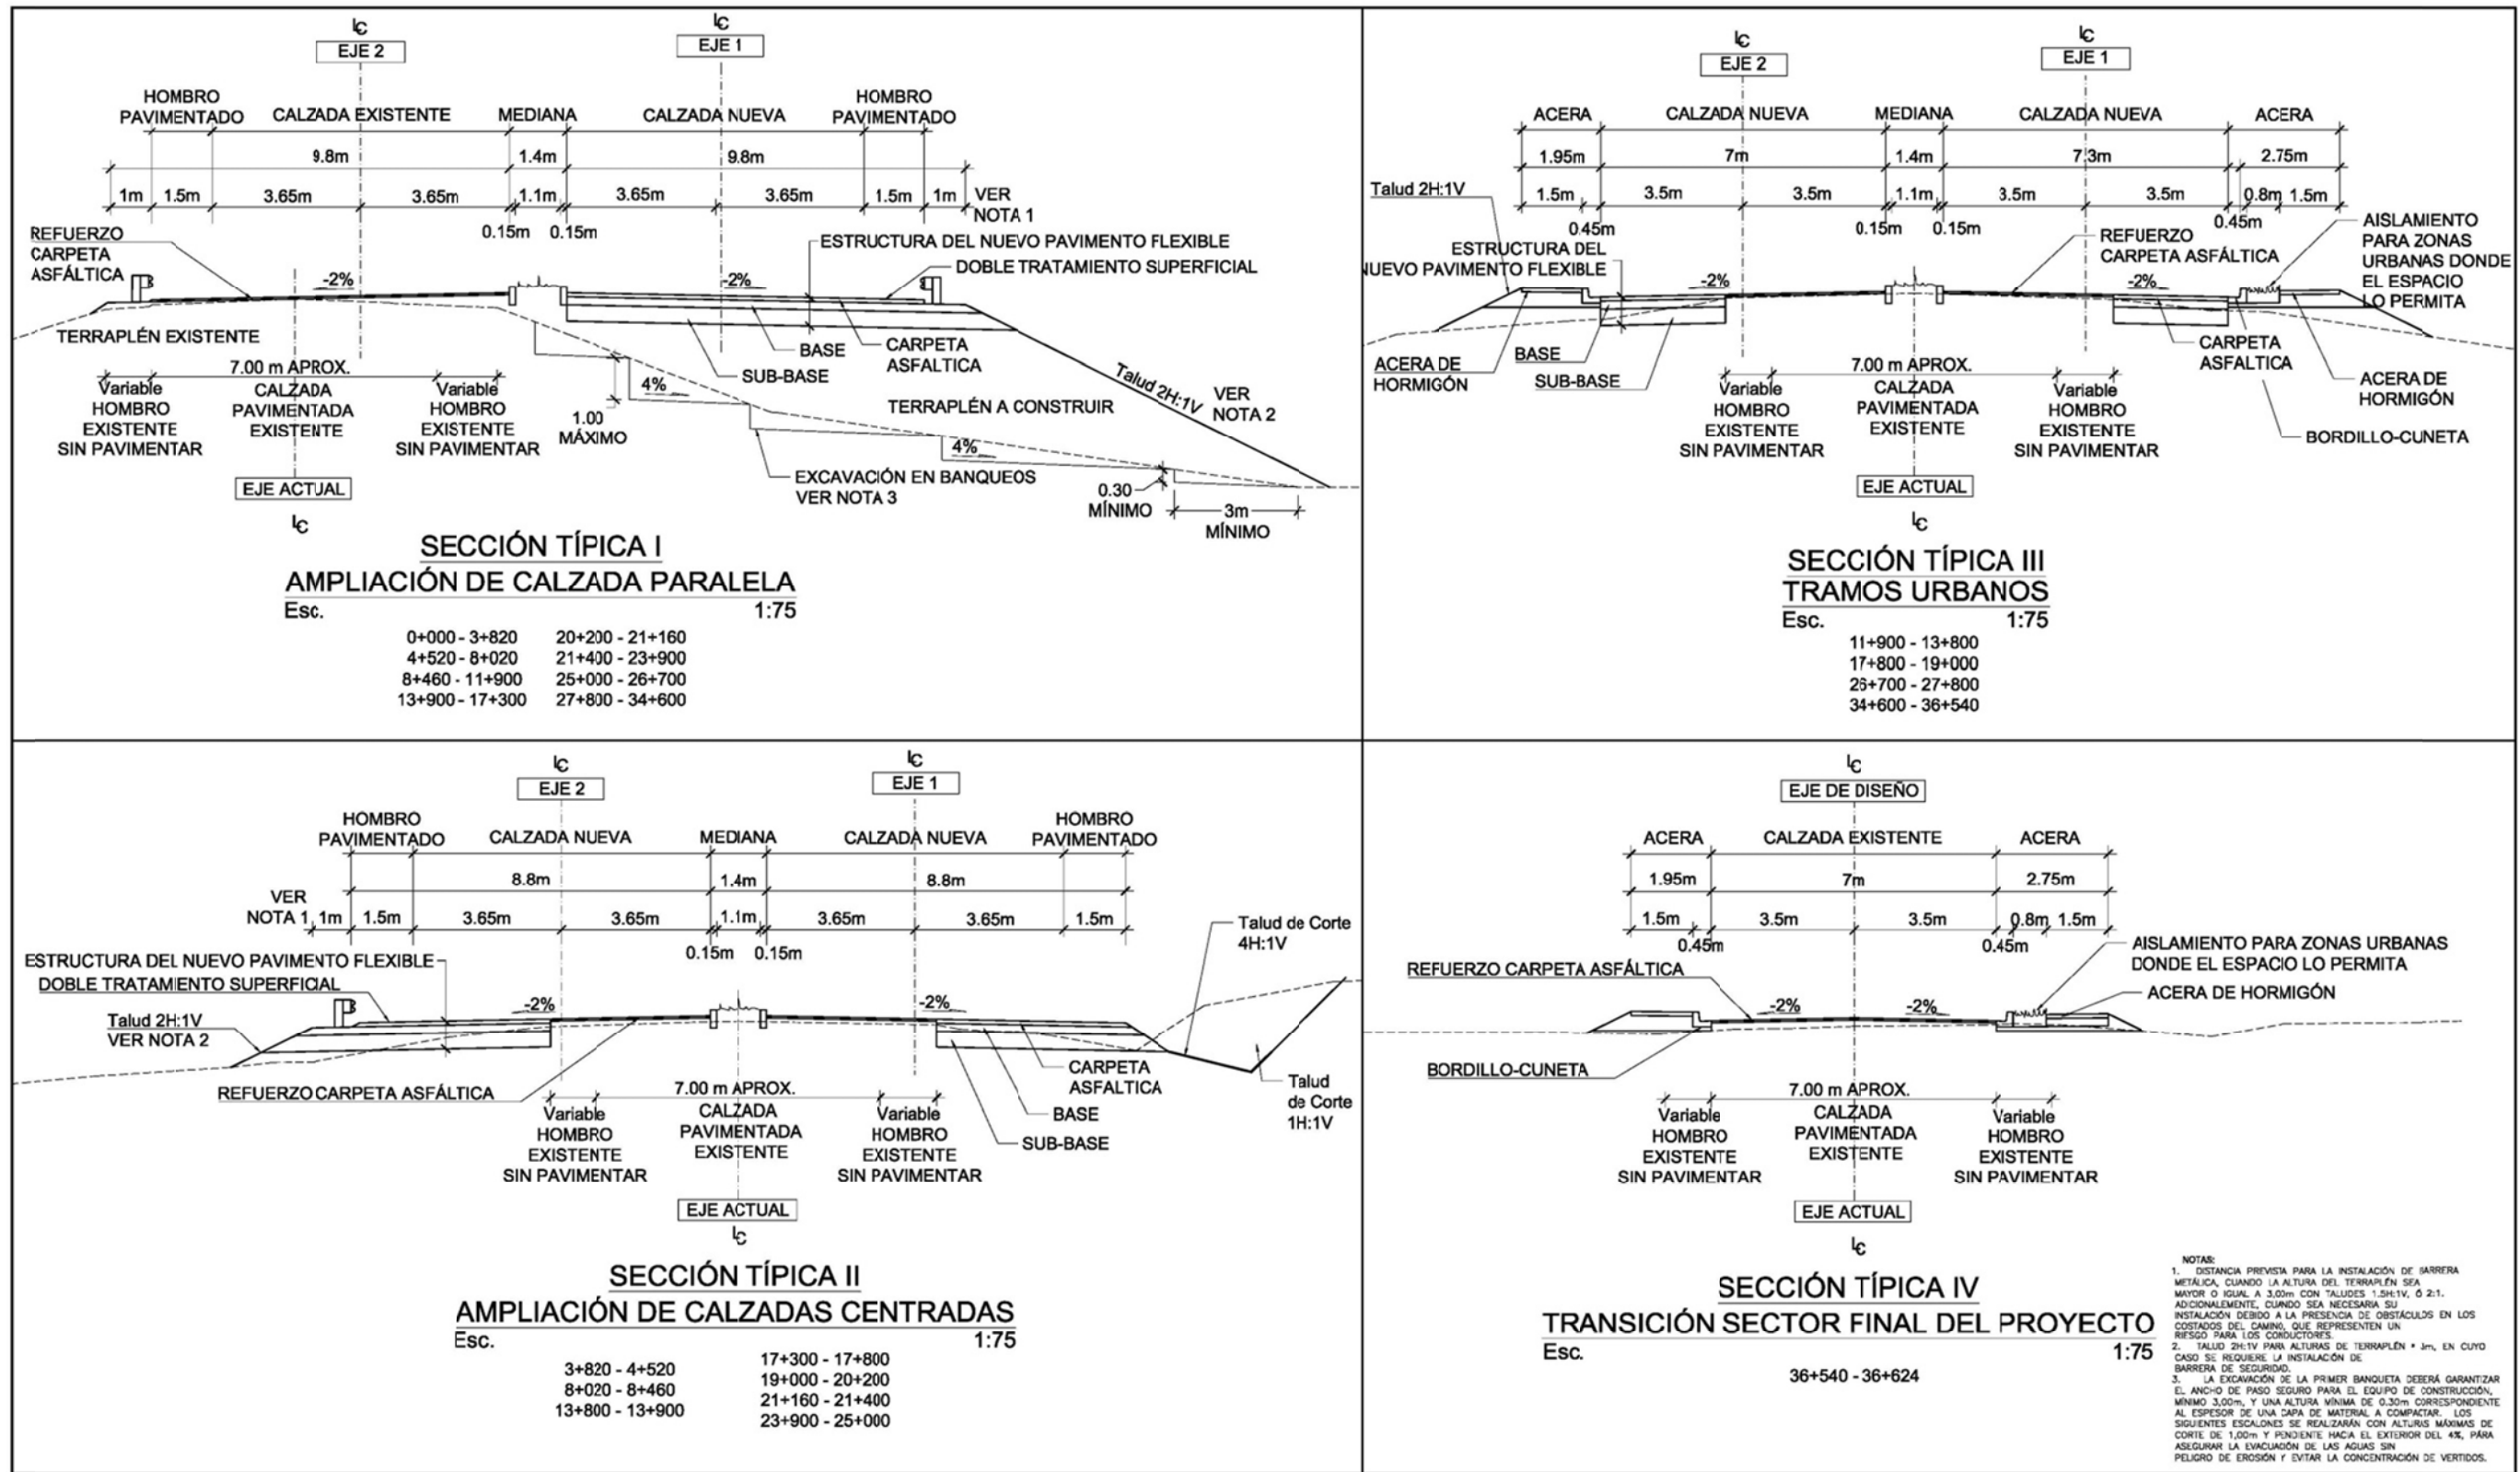 ℄
EJE 2
℄
EJE 1
HOMBRO
PAVIMENTADO
CALZADA EXISTENTE
MEDIANA
CALZADA NUEVA
HOMBRO
PAVIMENTADO
9.8m
1.4m
9.8m
1m
1.5m
3.65m
3.65m
1.1m
3.65m
3.65m
1.5m
1m
VER
NOTA 1
0.15m
0.15m
REFUERZO
CARPETA
ASFÁLTICA
ESTRUCTURA DEL NUEVO PAVIMENTO FLEXIBLE
DOBLE TRATAMIENTO SUPERFICIAL
-2%
-2%
TERRAPLÉN EXISTENTE
BASE
CARPETA
ASFALTICA
SUB-BASE
7.00 m APROX.
Variable
HOMBRO
EXISTENTE
SIN PAVIMENTAR
CALZADA
PAVIMENTADA
EXISTENTE
Variable
HOMBRO
EXISTENTE
SIN PAVIMENTAR
4%
1.00
MÁXIMO
TERRAPLÉN A CONSTRUIR
Talud 2H:1V
VER
NOTA 2
4%
EXCAVACIÓN EN BANQUEOS
VER NOTA 3
0.30
MÍNIMO
3m
MÍNIMO
EJE ACTUAL
℄
SECCIÓN TÍPICA I
AMPLIACIÓN DE CALZADA PARALELA
Esc. 1:75
0+000 - 3+820 20+200 - 21+160
4+520 - 8+020 21+400 - 23+900
8+460 - 11+900 25+000 - 26+700
13+900 - 17+300 27+800 - 34+600
℄
EJE 2
℄
EJE 1
ACERA
CALZADA NUEVA
MEDIANA
CALZADA NUEVA
ACERA
1.95m
7m
1.4m
7.3m
2.75m
Talud 2H:1V
1.5m
3.5m
3.5m
1.1m
3.5m
3.5m
0.8m
1.5m
0.45m
0.15m
0.15m
0.45m
ESTRUCTURA DEL
NUEVO PAVIMENTO FLEXIBLE
REFUERZO
CARPETA ASFÁLTICA
AISLAMIENTO
PARA ZONAS
URBANAS DONDE
EL ESPACIO
LO PERMITA
-2%
-2%
ACERA DE
HORMIGÓN
BASE
SUB-BASE
CARPETA
ASFALTICA
ACERA DE
HORMIGÓN
BORDILLO-CUNETA
7.00 m APROX.
Variable
HOMBRO
EXISTENTE
SIN PAVIMENTAR
CALZADA
PAVIMENTADA
EXISTENTE
Variable
HOMBRO
EXISTENTE
SIN PAVIMENTAR
EJE ACTUAL
℄
SECCIÓN TÍPICA III
TRAMOS URBANOS
Esc. 1:75
11+900 - 13+800
17+800 - 19+000
26+700 - 27+800
34+600 - 36+540
℄
EJE 2
℄
EJE 1
HOMBRO
PAVIMENTADO
CALZADA NUEVA
MEDIANA
CALZADA NUEVA
HOMBRO
PAVIMENTADO
8.8m
1.4m
8.8m
VER
NOTA 1
1m
1.5m
3.65m
3.65m
1.1m
3.65m
3.65m
1.5m
0.15m
0.15m
Talud de Corte
4H:1V
ESTRUCTURA DEL NUEVO PAVIMENTO FLEXIBLE
DOBLE TRATAMIENTO SUPERFICIAL
-2%
-2%
Talud 2H:1V
VER NOTA 2
REFUERZO CARPETA ASFÁLTICA
CARPETA
ASFALTICA
BASE
SUB-BASE
Talud
de Corte
1H:1V
7.00 m APROX.
Variable
HOMBRO
EXISTENTE
SIN PAVIMENTAR
CALZADA
PAVIMENTADA
EXISTENTE
Variable
HOMBRO
EXISTENTE
SIN PAVIMENTAR
EJE ACTUAL
℄
SECCIÓN TÍPICA II
AMPLIACIÓN DE CALZADAS CENTRADAS
Esc. 1:75
3+820 - 4+520
8+020 - 8+460
13+800 - 13+900
17+300 - 17+800
19+000 - 20+200
21+160 - 21+400
23+900 - 25+000
℄
EJE DE DISEÑO
ACERA
CALZADA EXISTENTE
ACERA
1.95m
7m
2.75m
1.5m
3.5m
3.5m
0.8m
1.5m
0.45m
0.45m
REFUERZO CARPETA ASFÁLTICA
AISLAMIENTO PARA ZONAS URBANAS
DONDE EL ESPACIO LO PERMITA
ACERA DE HORMIGÓN
-2%
-2%
BORDILLO-CUNETA
7.00 m APROX.
Variable
HOMBRO
EXISTENTE
SIN PAVIMENTAR
CALZADA
PAVIMENTADA
EXISTENTE
Variable
HOMBRO
EXISTENTE
SIN PAVIMENTAR
EJE ACTUAL
℄
SECCIÓN TÍPICA IV
TRANSICIÓN SECTOR FINAL DEL PROYECTO
Esc. 1:75
36+540 - 36+624
NOTAS:
1. DISTANCIA PREVISTA PARA LA INSTALACIÓN DE BARRERA
METÁLICA, CUANDO LA ALTURA DEL TERRAPLÉN SEA
MAYOR O IGUAL A 3,00m CON TALUDES 1.5H:1V, Ó 2:1.
ADICIONALEMENTE, CUANDO SEA NECESARIA SU
INSTALACIÓN DEBIDO A LA PRESENCIA DE OBSTÁCULOS EN LOS
COSTADOS DEL CAMINO, QUE REPRESENTEN UN
RIESGO PARA LOS CONDUCTORES.
2. TALUD 2H:1V PARA ALTURAS DE TERRAPLÉN 3m, EN CUYO
CASO SE REQUIERE LA INSTALACIÓN DE
BARRERA DE SEGURIDAD.
3. LA EXCAVACIÓN DE LA PRIMER BANQUETA DEBERÁ GARANTIZAR
EL ANCHO DE PASO SEGURO PARA EL EQUIPO DE CONSTRUCCIÓN,
MÍNIMO 3,00m, Y UNA ALTURA MÍNIMA DE 0.30m CORRESPONDIENTE
AL ESPESOR DE UNA CAPA DE MATERIAL A COMPACTAR. LOS
SIGUIENTES ESCALONES SE REALIZARÁN CON ALTURAS MÁXIMAS DE
CORTE DE 1,00m Y PENDIENTE HACIA EL EXTERIOR DEL 4%, PÁRA
ASEGURAR LA EVACUACIÓN DE LAS AGUAS SIN
PELIGRO DE EROSIÓN Y EVITAR LA CONCENTRACIÓN DE VERTIDOS.